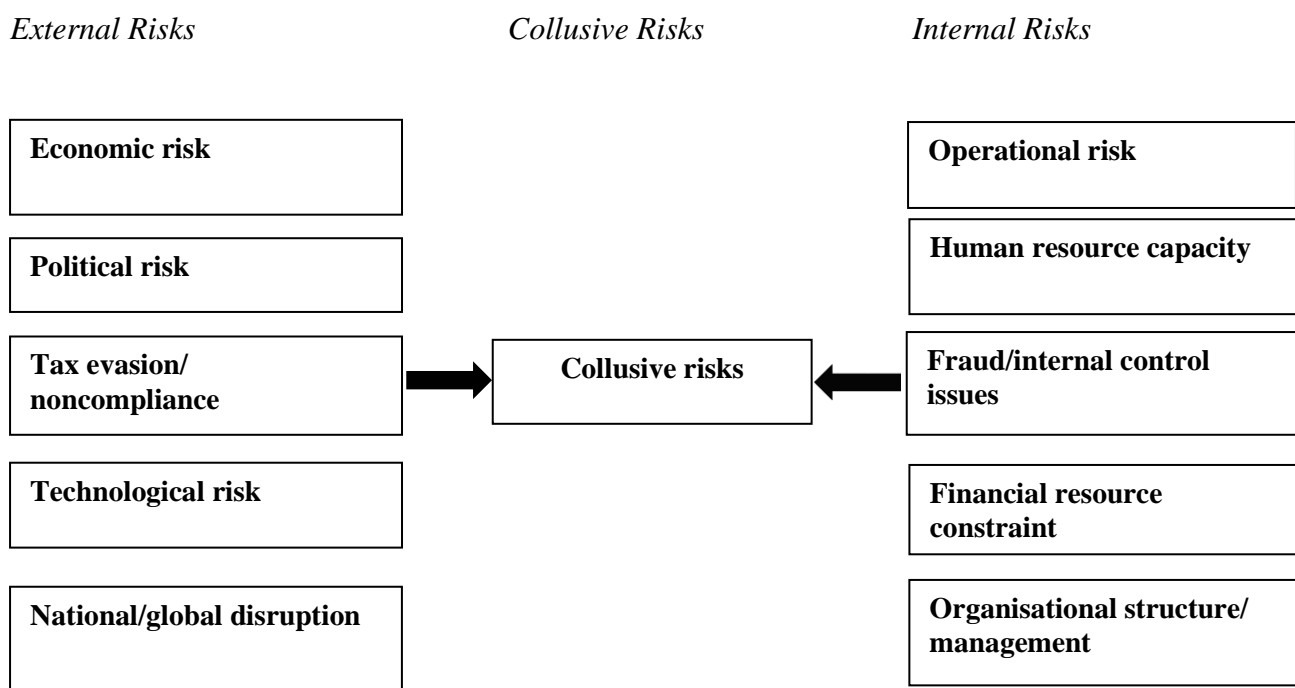 External Risks
Collusive Risks
Internal Risks
Economic risk
Operational risk
Political risk
Human resource capacity
Tax evasion/
noncompliance
Collusive risks
Fraud/internal control
issues
Technological risk
Financial resource
constraint
National/global disruption
Organisational structure/
management